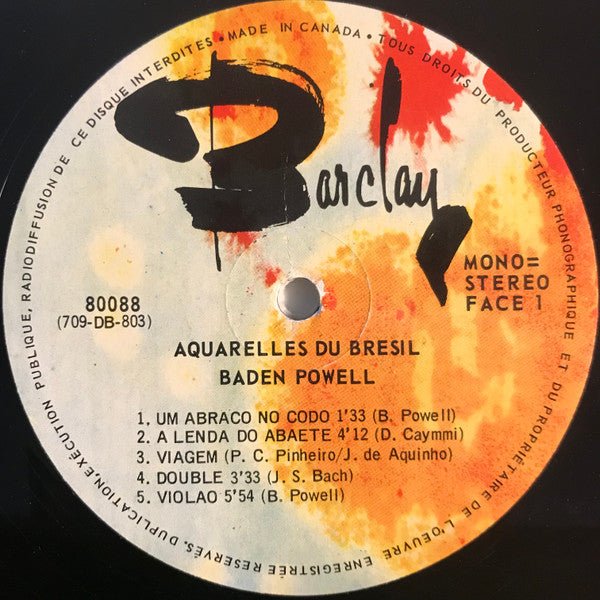 DUPLICATION, EXÉCUTION PUBLIQUE, RADIODIFFUSION DE CE DISQUE INTERDITES • MADE IN CANADA • TOUS DROITS DU PRODUCTEUR PHONOGRAPHIQUE ET DU PROPRIÉTAIRE DE L'OEUVRE ENREGISTRÉE RESERVÉS.
Barclay
MONO=
STEREO
FACE 1
80088
(709-DB-803)
AQUARELLES DU BRESIL
BADEN POWELL
1. UM ABRACO NO CODO 1'33 (B. Powell)
2. A LENDA DO ABAETE 4'12 (D. Caymmi)
3. VIAGEM (P. C. Pinheiro/J. de Aquinho)
4. DOUBLE 3'33 (J. S. Bach)
5. VIOLAO 5'54 (B. Powell)